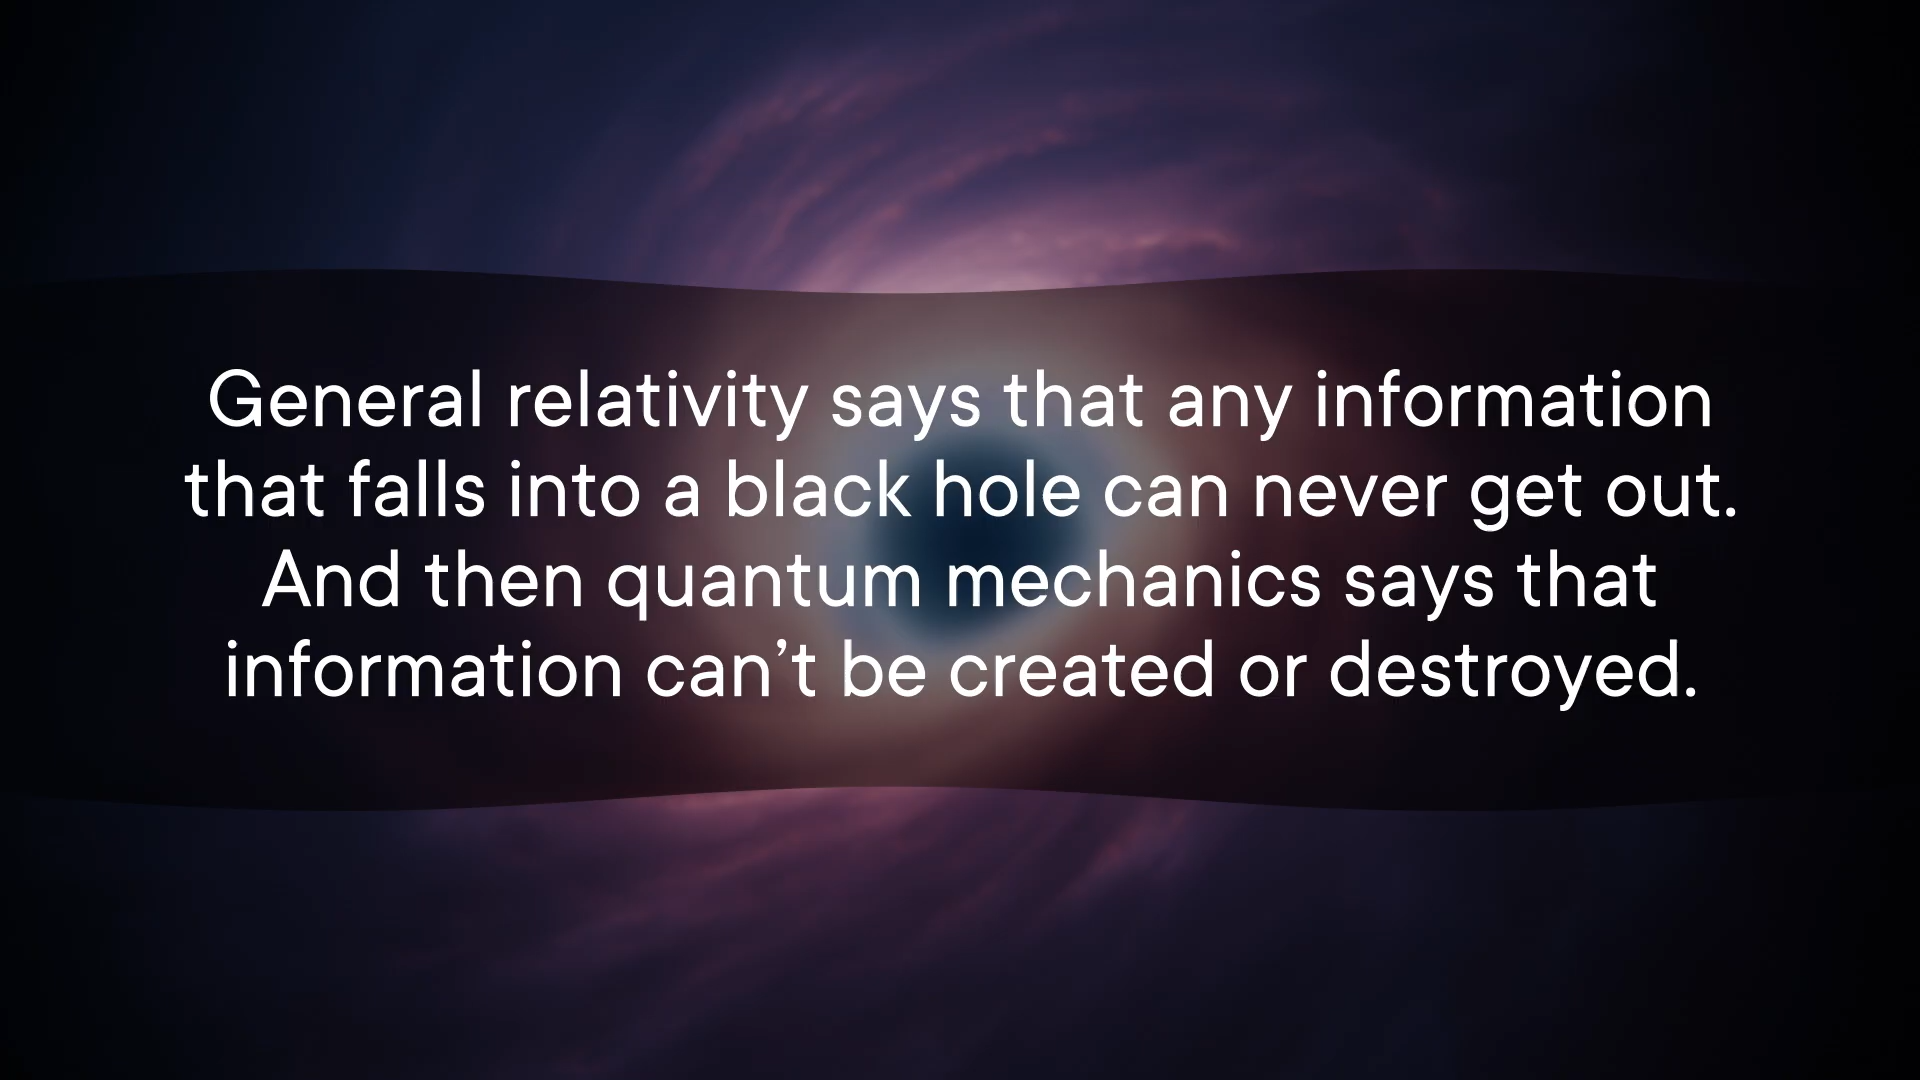 General relativity says that any information
that falls into a black hole can never get out.
And then quantum mechanics says that
information can’t be created or destroyed.